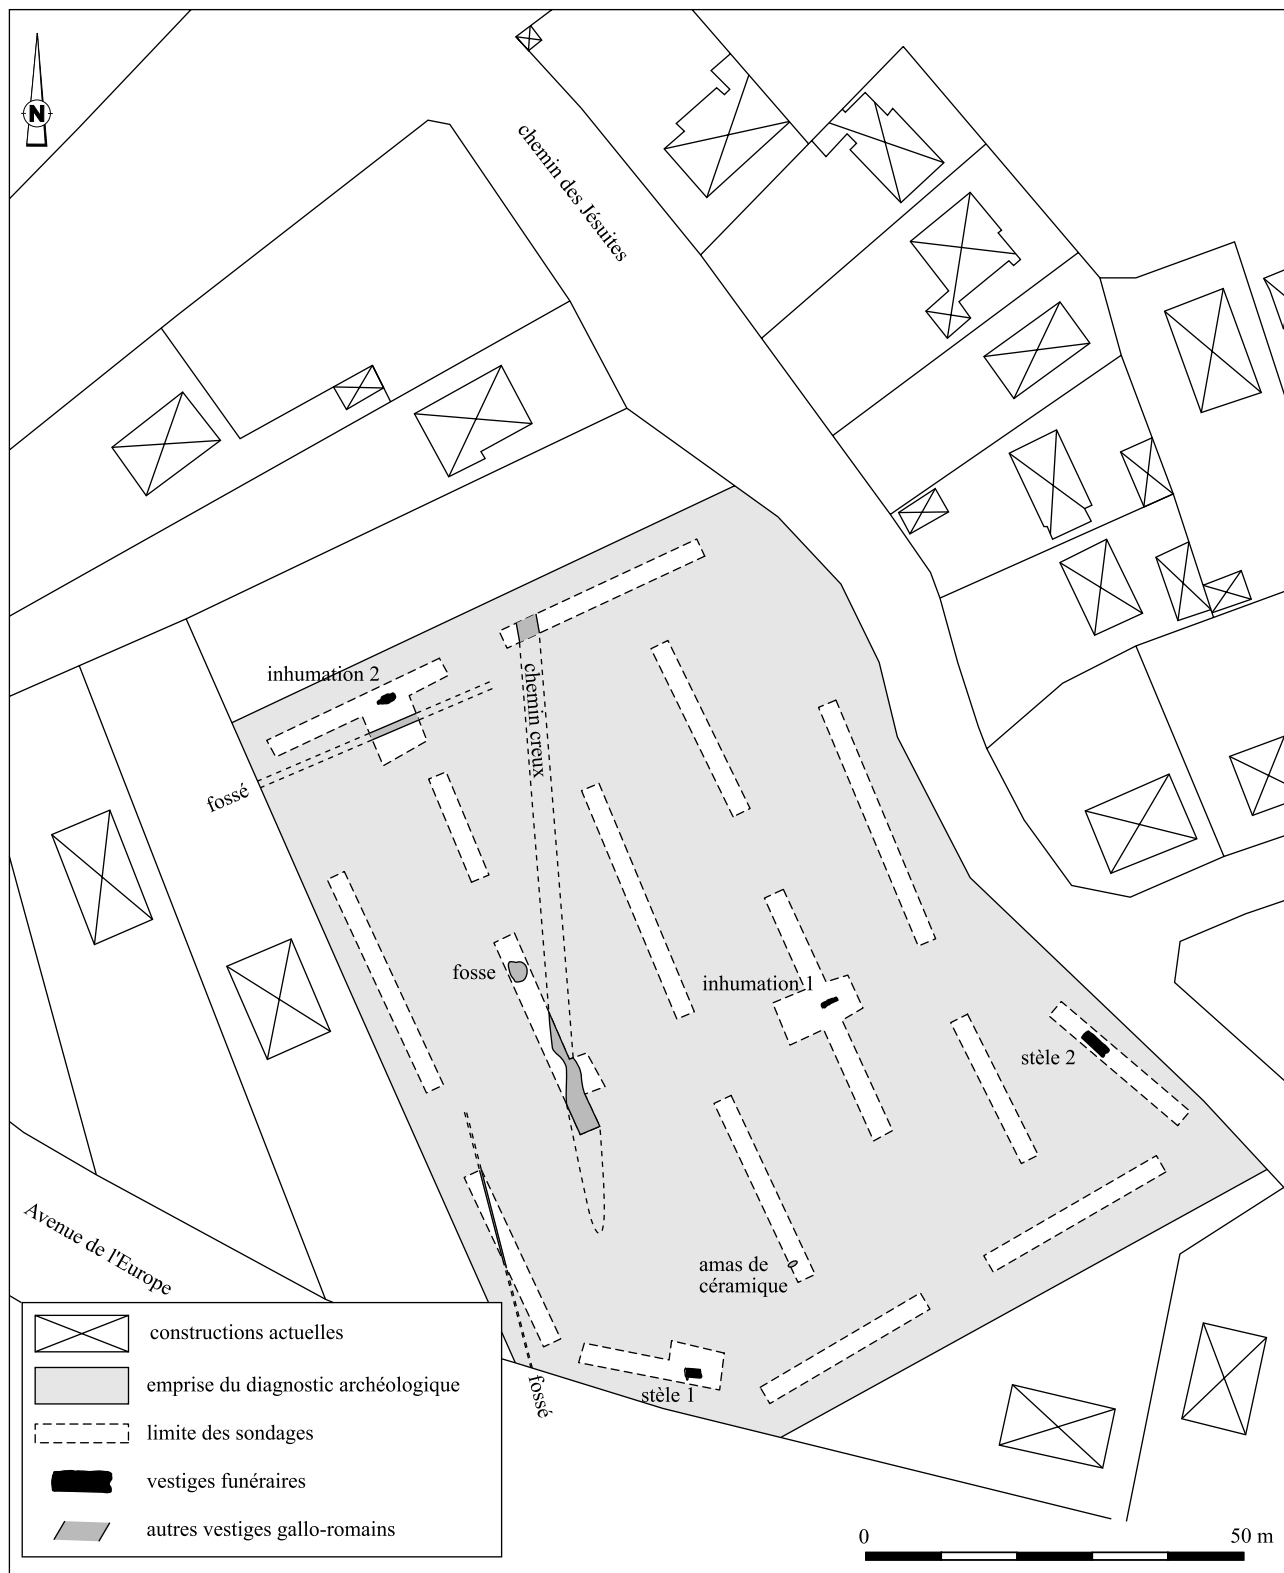 N
chemin des Jésuites
inhumation 2
chemin creux
fossé
fosse
inhumation 1
stèle 2
Avenue de l'Europe
amas de
céramique
stèle 1
fossé
constructions actuelles
emprise du diagnostic archéologique
limite des sondages
vestiges funéraires
autres vestiges gallo-romains
0 50 m